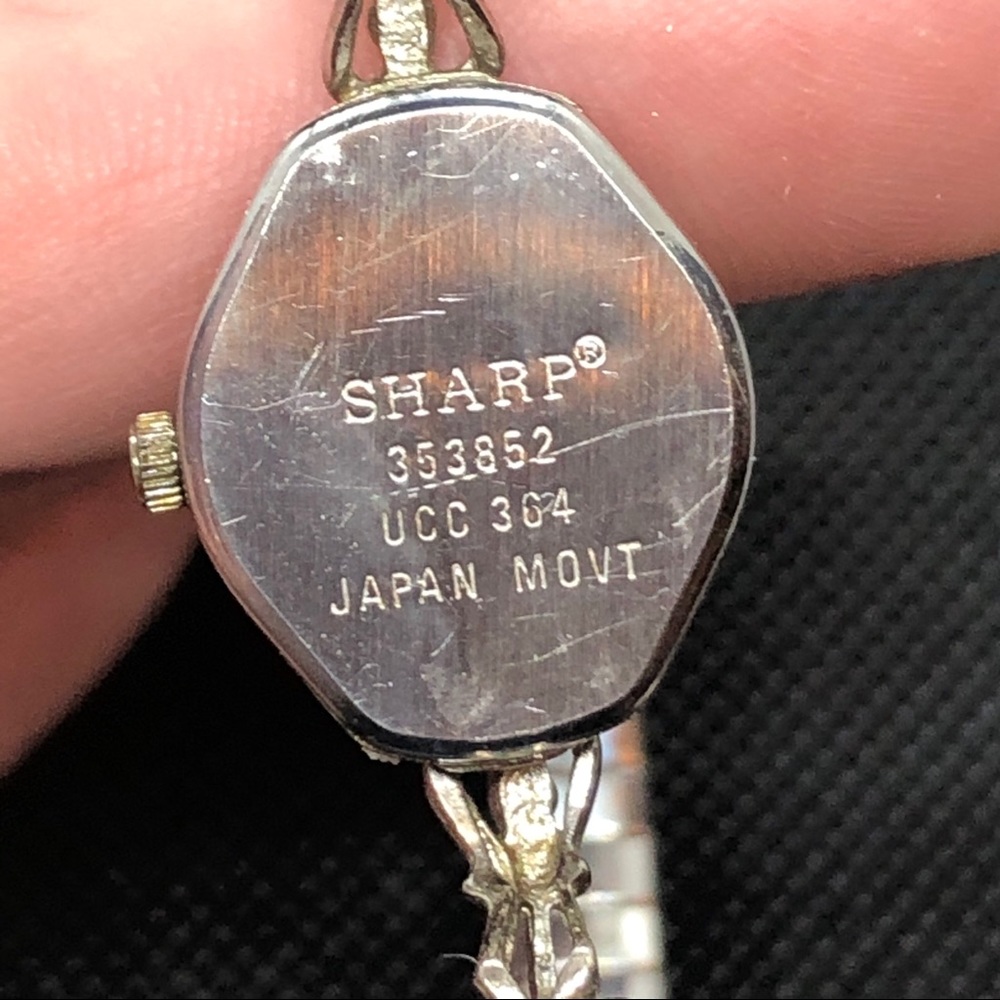 SHARP®
353852
UCC 364
JAPAN MOVT